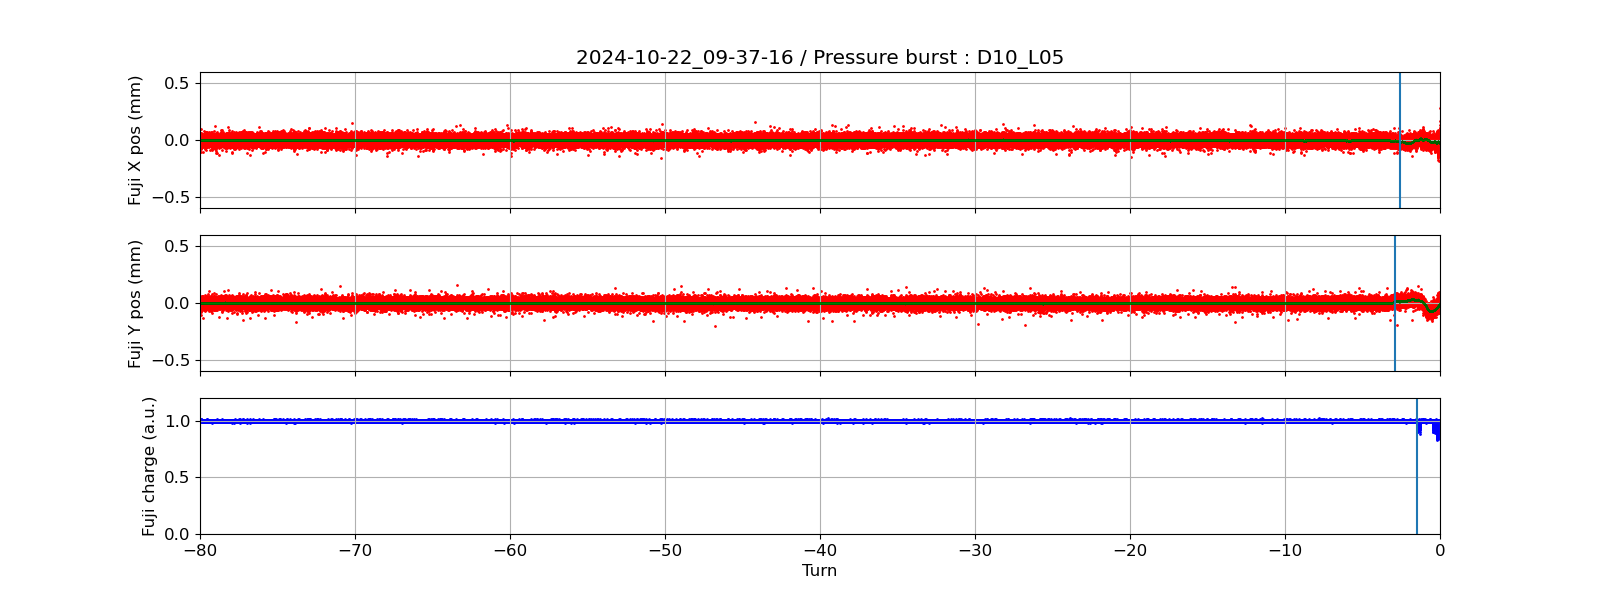 2024-10-22_09-37-16 / Pressure burst : D10_L05
Fuji X pos (mm)
0.5
0.0
−0.5
Fuji Y pos (mm)
0.5
0.0
−0.5
Fuji charge (a.u.)
1.0
0.5
0.0
−80 −70 −60 −50 −40 −30 −20 −10 0
Turn